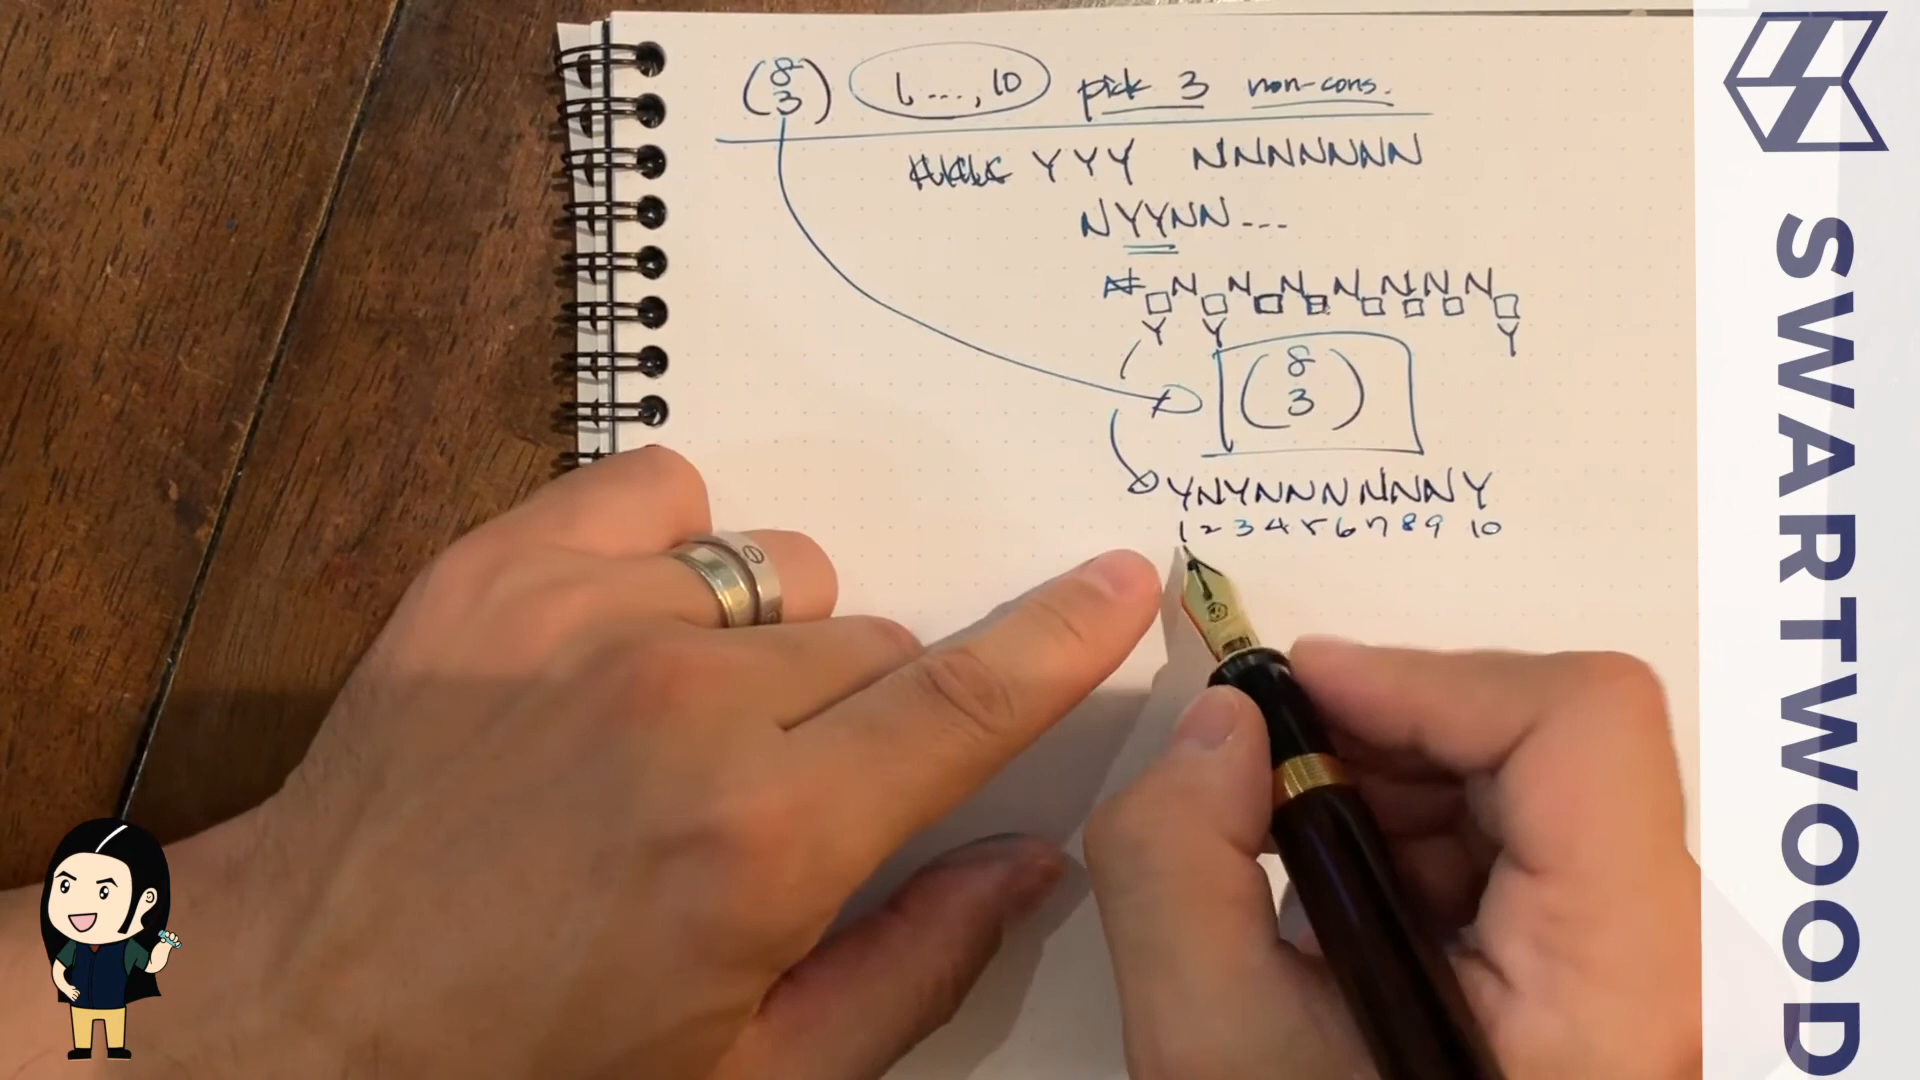 (8 3) 1, ..., 10 pick 3 non-cons.
YYY NNNNNNN
NYYNN...
N N N N N N N
Y Y Y
(8 3)
YNYNNNNNNY
1 2 3 4 5 6 7 8 9 10
SWARTWOOD